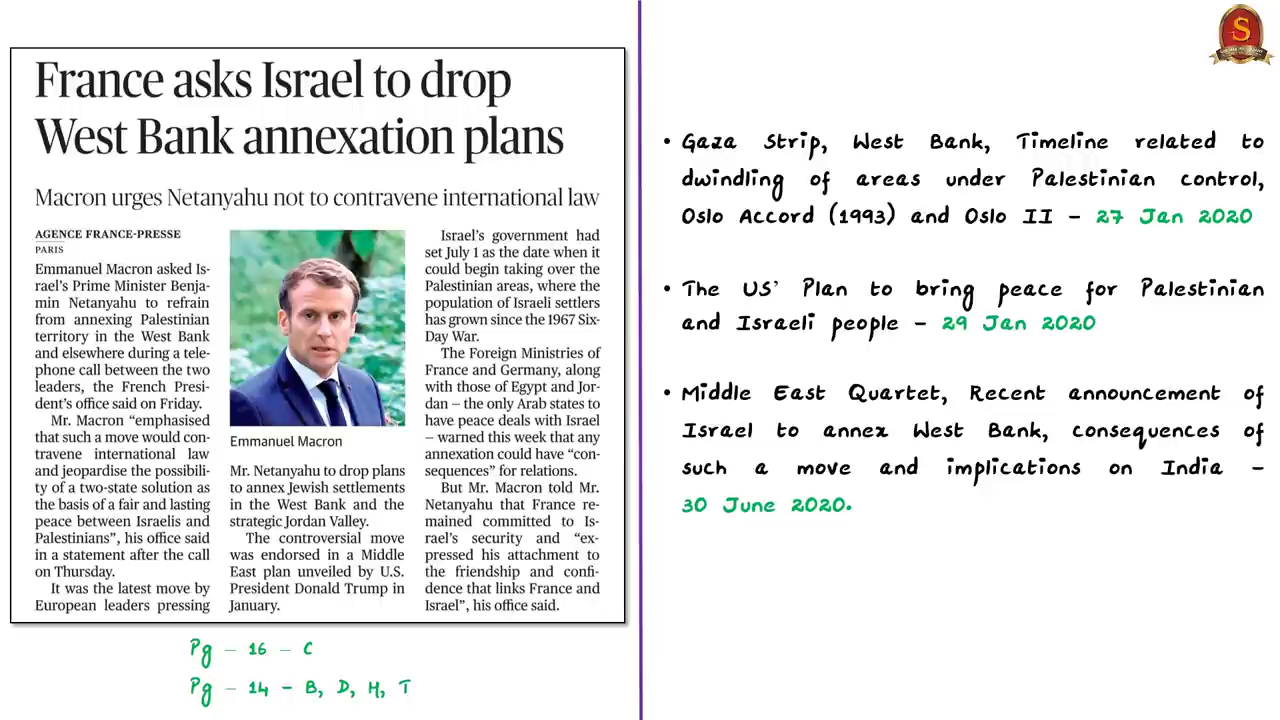 France asks Israel to drop
West Bank annexation plans
Macron urges Netanyahu not to contravene international law
AGENCE FRANCE-PRESSE
PARIS
Emmanuel Macron asked Is-
rael's Prime Minister Benja-
min Netanyahu to refrain
from annexing Palestinian
territory in the West Bank
and elsewhere during a tele-
phone call between the two
leaders, the French Presi-
dent's office said on Friday.
Mr. Macron “emphasised
that such a move would con-
travene international law
and jeopardise the possibili-
ty of a two-state solution as
the basis of a fair and lasting
peace between Israelis and
Palestinians”, his office said
in a statement after the call
on Thursday.
It was the latest move by
European leaders pressing
Emmanuel Macron
Mr. Netanyahu to drop plans
to annex Jewish settlements
in the West Bank and the
strategic Jordan Valley.
The controversial move
was endorsed in a Middle
East plan unveiled by U.S.
President Donald Trump in
January.
Israel's government had
set July 1 as the date when it
could begin taking over the
Palestinian areas, where the
population of Israeli settlers
has grown since the 1967 Six-
Day War.
The Foreign Ministries of
France and Germany, along
with those of Egypt and Jor-
dan – the only Arab states to
have peace deals with Israel
– warned this week that any
annexation could have “con-
sequences” for relations.
But Mr. Macron told Mr.
Netanyahu that France re-
mained committed to Is-
rael's security and “ex-
pressed his attachment to
the friendship and confi-
dence that links France and
Israel”, his office said.
Pg – 16 – C
Pg – 14 – B, D, H, T
S
• Gaza Strip, West Bank, Timeline related to
dwindling of areas under Palestinian control,
Oslo Accord (1993) and Oslo II – 27 Jan 2020
• The US' Plan to bring peace for Palestinian
and Israeli people – 29 Jan 2020
• Middle East Quartet, Recent announcement of
Israel to annex West Bank, consequences of
such a move and implications on India –
30 June 2020.